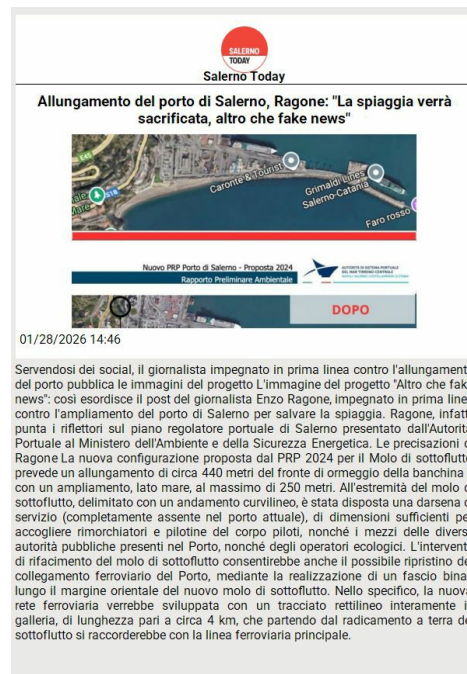 SALERNO
TODAY
Salerno Today
Allungamento del porto di Salerno, Ragone: "La spiaggia verrà
sacrificata, altro che fake news"
E45
SS18
Mare
Caronte & Tourist
Grimaldi Lines
Salerno-Catania
Faro rosso
Nuovo PRP Porto di Salerno - Proposta 2024
Rapporto Preliminare Ambientale
AUTORITÀ DI SISTEMA PORTUALE
DEL MAR TIRRENO CENTRALE
DOPO
01/28/2026 14:46
Servendosi dei social, il giornalista impegnato in prima linea contro l'allungament
del porto pubblica le immagini del progetto L'immagine del progetto "Altro che fak
news": così esordisce il post del giornalista Enzo Ragone, impegnato in prima line
contro l'ampliamento del porto di Salerno per salvare la spiaggia. Ragone, infatt
punta i riflettori sul piano regolatore portuale di Salerno presentato dall'Autorit
Portuale al Ministero dell'Ambiente e della Sicurezza Energetica. Le precisazioni d
Ragone La nuova configurazione proposta dal PRP 2024 per il Molo di sottoflutt
prevede un allungamento di circa 440 metri del fronte di ormeggio della banchina
con un ampliamento, lato mare, al massimo di 250 metri. All'estremità del molo d
sottoflutto, delimitato con un andamento curvilineo, è stata disposta una darsena d
servizio (completamente assente nel porto attuale), di dimensioni sufficienti pe
accogliere rimorchiatori e pilotine del corpo piloti, nonché i mezzi delle divers
autorità pubbliche presenti nel Porto, nonché degli operatori ecologici. L'intervent
di rifacimento del molo di sottoflutto consentirebbe anche il possibile ripristino de
collegamento ferroviario del Porto, mediante la realizzazione di un fascio bina
lungo il margine orientale del nuovo molo di sottoflutto. Nello specifico, la nuov
rete ferroviaria verrebbe sviluppata con un tracciato rettilineo interamente i
galleria, di lunghezza pari a circa 4 km, che partendo dal radicamento a terra de
sottoflutto si raccorderebbe con la linea ferroviaria principale.